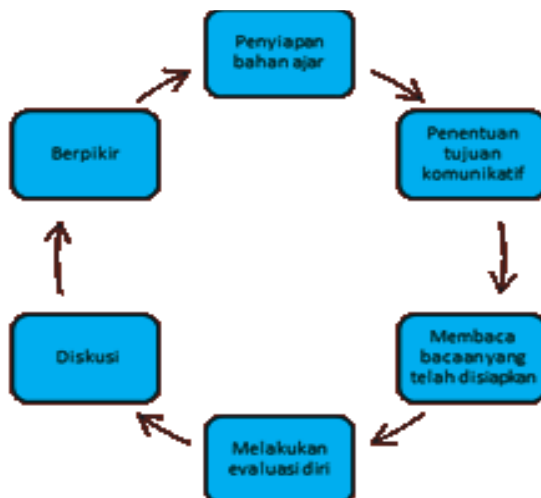 Penyiapan
bahan ajar
Penentuan
tujuan
komunikatif
Membaca
bacaan yang
telah disiapkan
Melakukan
evaluasi diri
Diskusi
Berpikir